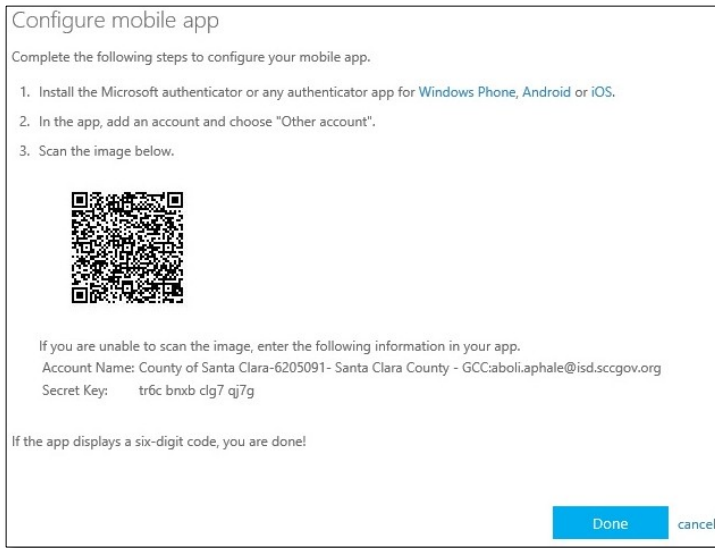 Configure mobile app
Complete the following steps to configure your mobile app.
1. Install the Microsoft authenticator or any authenticator app for Windows Phone, Android or iOS.
2. In the app, add an account and choose "Other account".
3. Scan the image below.
If you are unable to scan the image, enter the following information in your app.
Account Name: County of Santa Clara-6205091- Santa Clara County - GCC:aboli.aphale@isd.sccgov.org
Secret Key: tr6c bnxb clg7 qj7g
If the app displays a six-digit code, you are done!
Done cancel